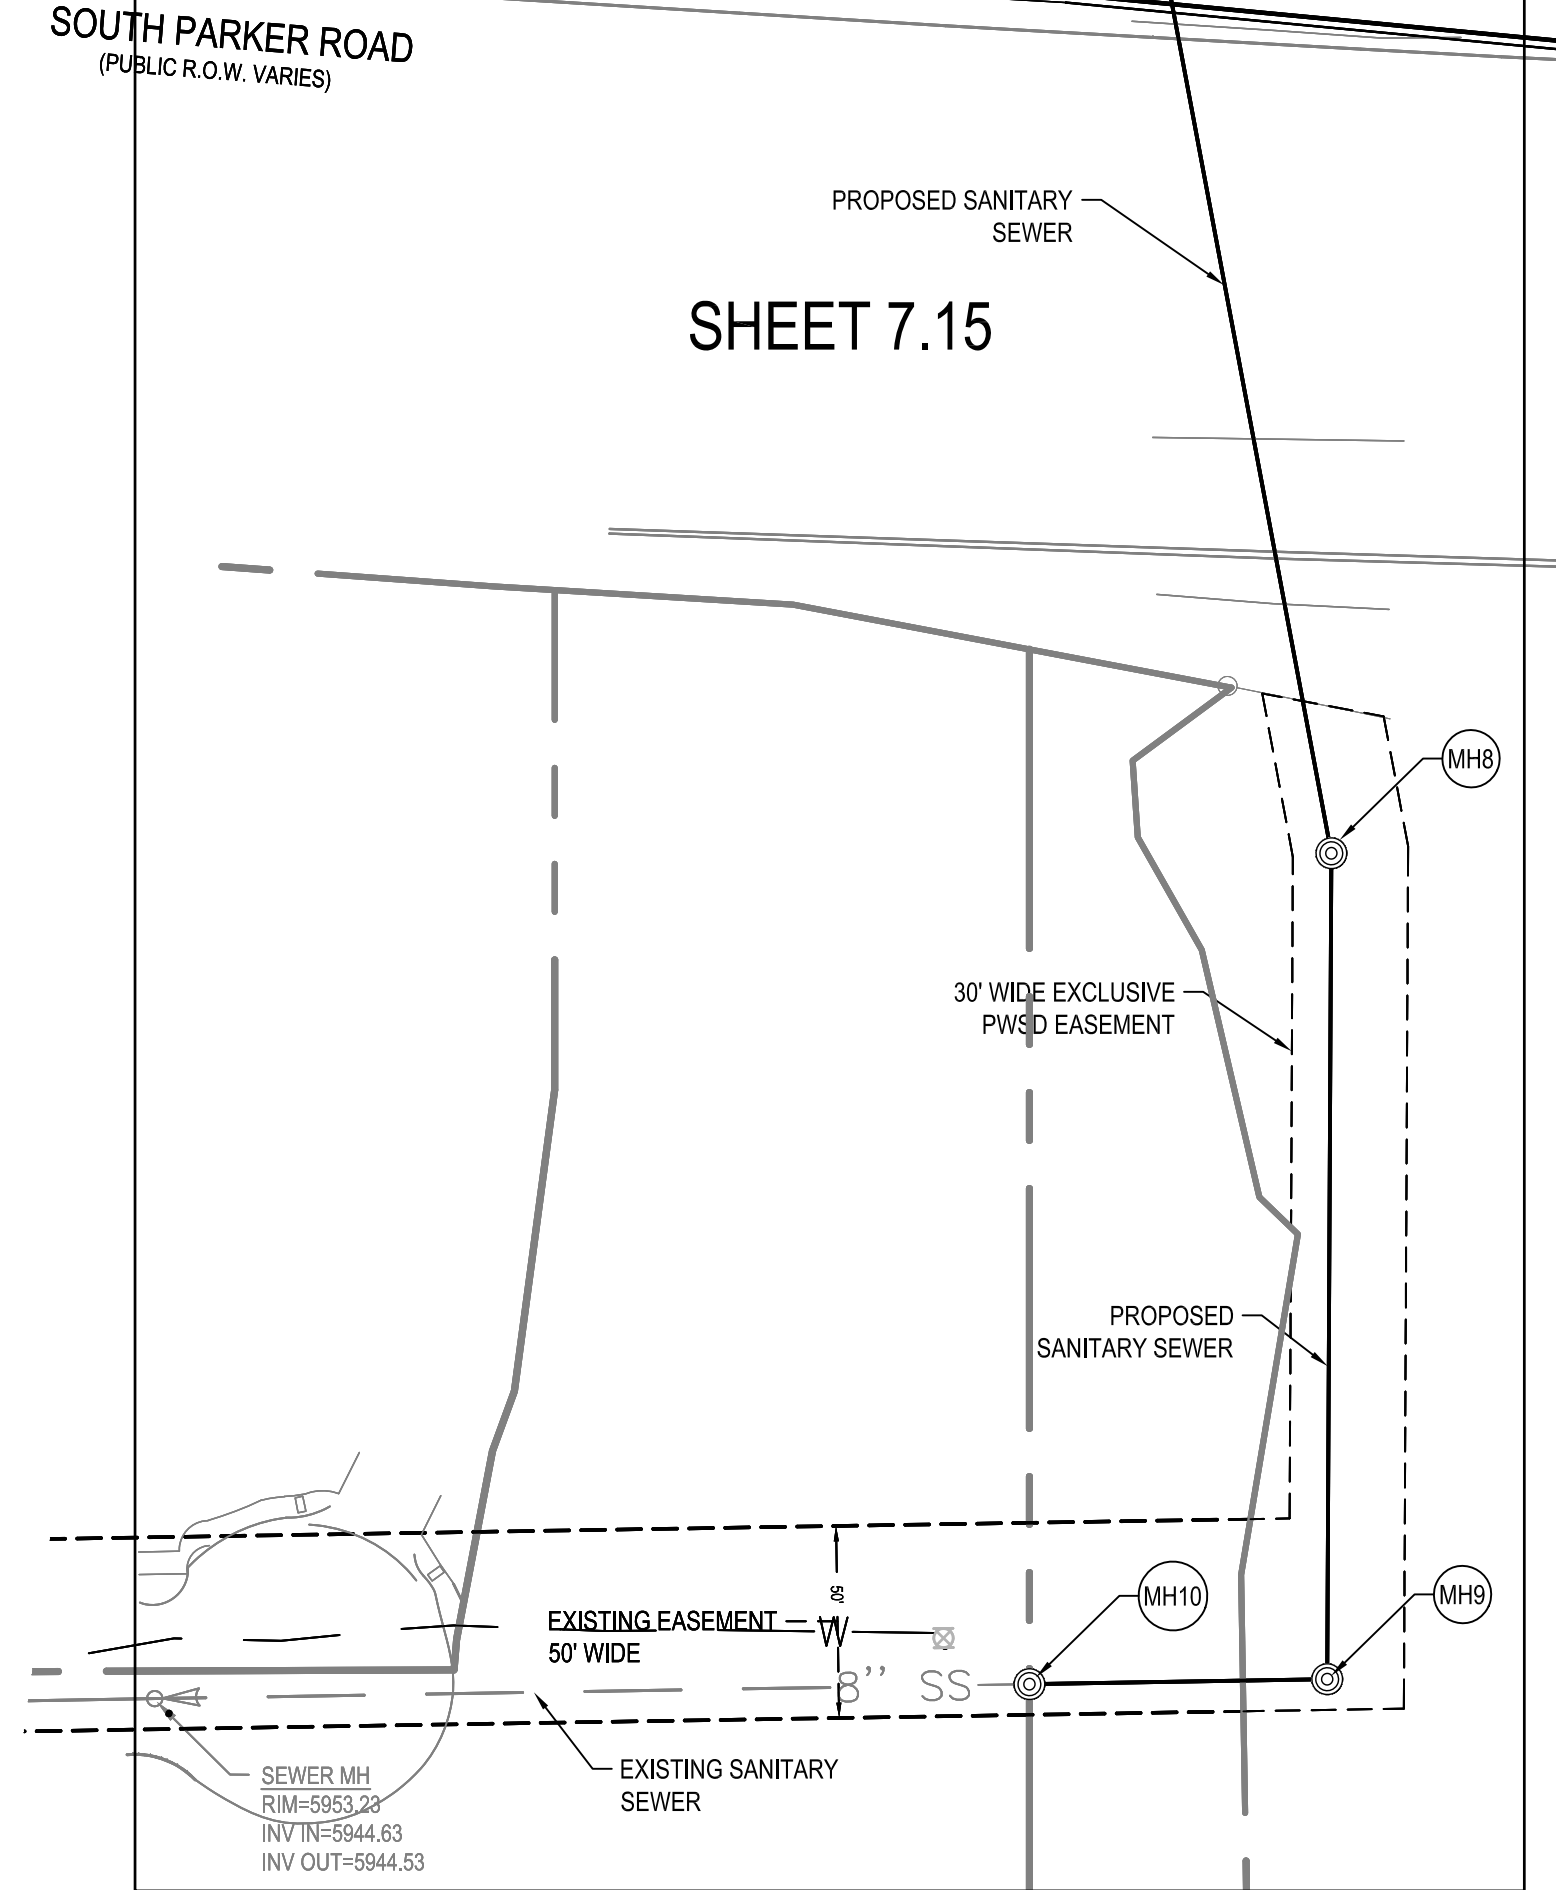 SOUTH PARKER ROAD
(PUBLIC R.O.W. VARIES)
PROPOSED SANITARY
SEWER
SHEET 7.15
MH8
30' WIDE EXCLUSIVE
PWSD EASEMENT
PROPOSED
SANITARY SEWER
50'
MH10
MH9
EXISTING EASEMENT
50' WIDE
W
8'' SS
EXISTING SANITARY
SEWER
SEWER MH
RIM=5953.23
INV IN=5944.63
INV OUT=5944.53